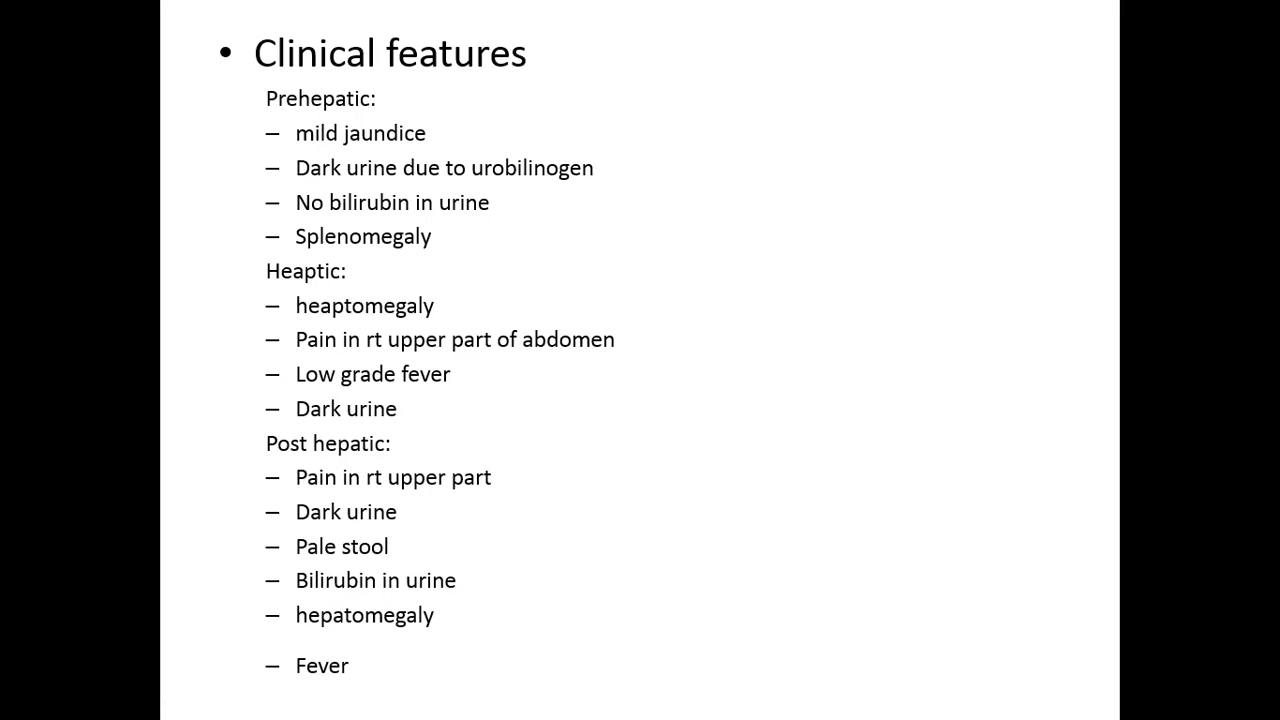 • Clinical features
Prehepatic:
– mild jaundice
– Dark urine due to urobilinogen
– No bilirubin in urine
– Splenomegaly
Heaptic:
– heaptomegaly
– Pain in rt upper part of abdomen
– Low grade fever
– Dark urine
Post hepatic:
– Pain in rt upper part
– Dark urine
– Pale stool
– Bilirubin in urine
– hepatomegaly
– Fever